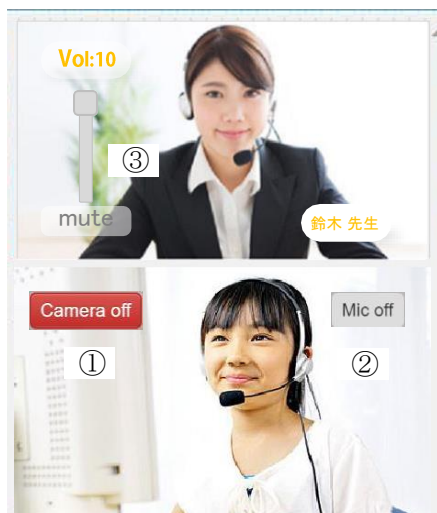 Vol:10
③
mute
鈴木 先生
Camera off
Mic off
①
②